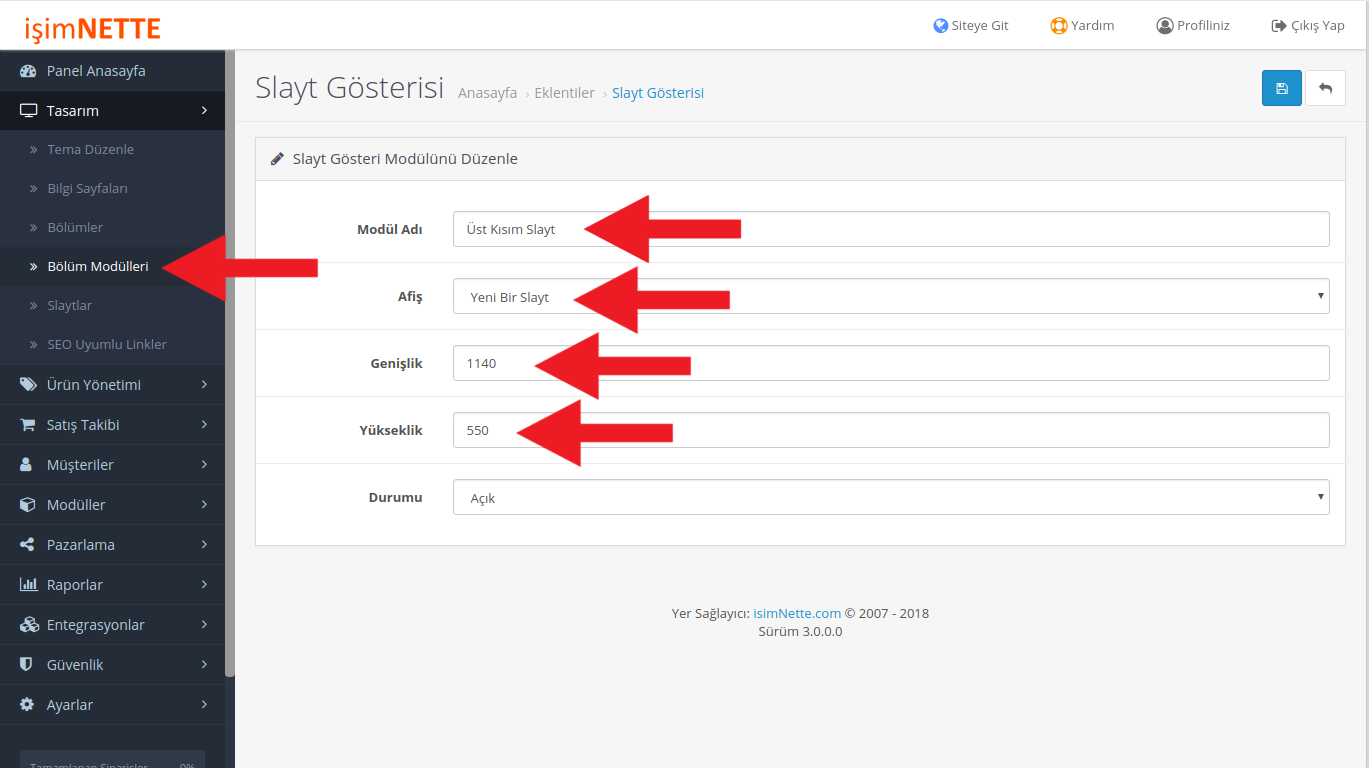 işimNETTE
Siteye Git
Yardım
Profiliniz
Çıkış Yap
Panel Anasayfa
Tasarım
Tema Düzenle
Bilgi Sayfaları
Bölümler
Bölüm Modülleri
Slaytlar
SEO Uyumlu Linkler
Ürün Yönetimi
Satış Takibi
Müşteriler
Modüller
Pazarlama
Raporlar
Entegrasyonlar
Güvenlik
Ayarlar
Tamamlanan Siparişler 0%
Slayt Gösterisi
Anasayfa › Eklentiler › Slayt Gösterisi
Slayt Gösteri Modülünü Düzenle
Modül Adı Üst Kısım Slayt
Afiş Yeni Bir Slayt
Genişlik 1140
Yükseklik 550
Durumu Açık
Yer Sağlayıcı: isimNette.com © 2007 - 2018
Sürüm 3.0.0.0